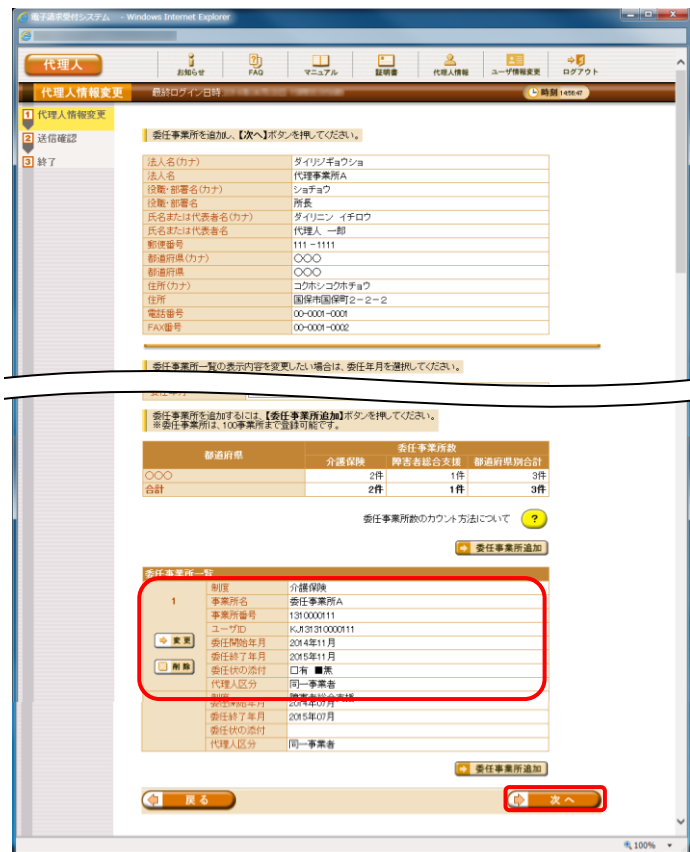 電子請求受付システム - Windows Internet Explorer
代理人
お知らせ FAQ マニュアル 証明書 代理人情報 ユーザ情報変更 ログアウト
代理人情報変更 最終ログイン日時 時刻 14:55:47
1 代理人情報変更
2 送信確認
3 終了
委任事業所を追加し、【次へ】ボタンを押してください。
法人名(カナ) ダイリジギョウショ
法人名 代理事業所A
役職・部署名(カナ) ショチョウ
役職・部署名 所長
氏名または代表者名(カナ) ダイリニン イチロウ
氏名または代表者名 代理人 一郎
郵便番号 111-1111
都道府県(カナ) ○○○
都道府県 ○○○
住所(カナ) コクホシコクホチョウ
住所 国保市国保町2-2-2
電話番号 00-0001-0001
FAX番号 00-0001-0002
委任事業所一覧の表示内容を変更したい場合は、委任年月を選択してください。
委任事業所を追加するには、【委任事業所追加】ボタンを押してください。
※委任事業所は、100事業所まで登録可能です。
都道府県 委任事業所数
介護保険 障害者総合支援 都道府県別合計
○○○ 2件 1件 3件
合計 2件 1件 3件
委任事業所数のカウント方法について ?
委任事業所追加
委任事業所一覧
1 制度 介護保険
事業所名 委任事業所A
事業所番号 1310000111
ユーザID KJ131310000111
変更 委任開始年月 2014年11月
委任終了年月 2015年11月
削除 委任状の添付 □有 ■無
代理人区分 同一事業者
制度 障害者総合支援
委任開始年月 2014年07月
委任終了年月 2015年07月
委任状の添付
代理人区分 同一事業者
委任事業所追加
戻る 次へ
100%